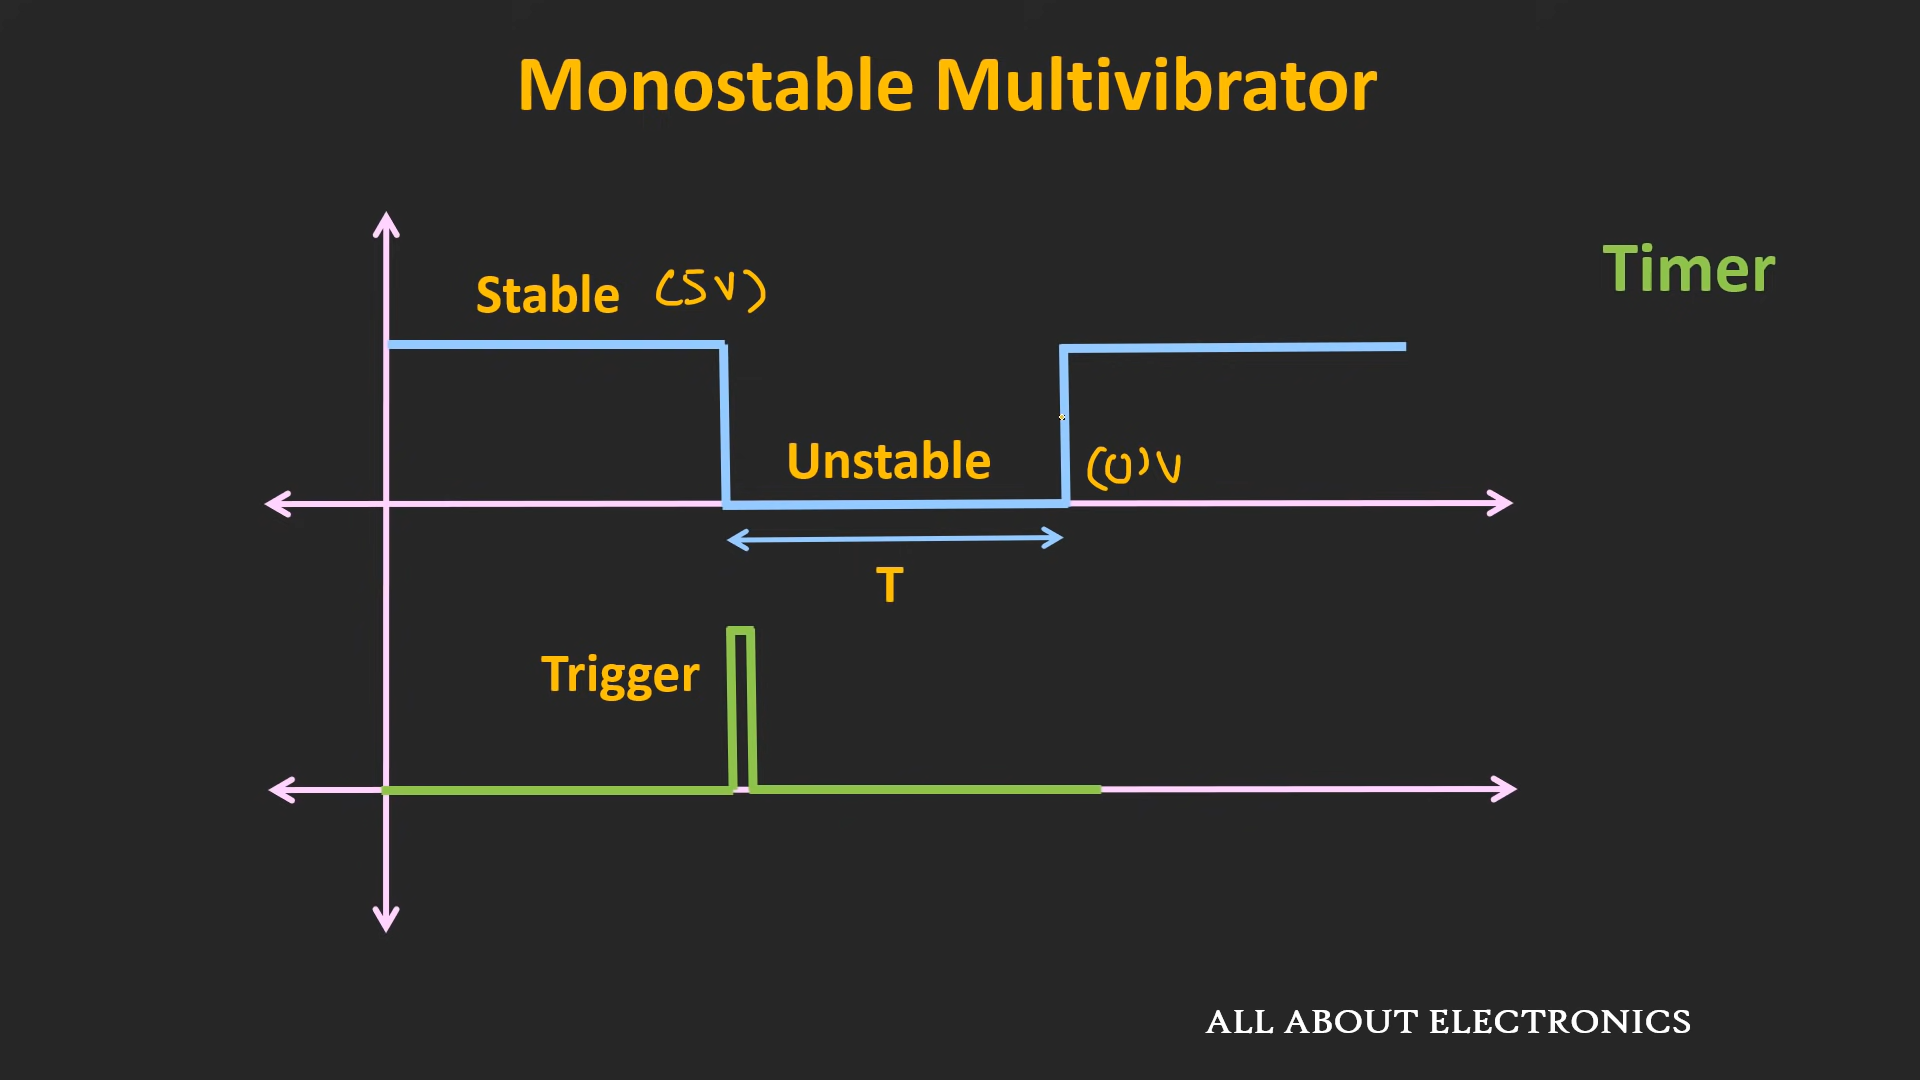 Monostable Multivibrator
Timer
Stable (5V)
Unstable (0)V
T
Trigger
ALL ABOUT ELECTRONICS